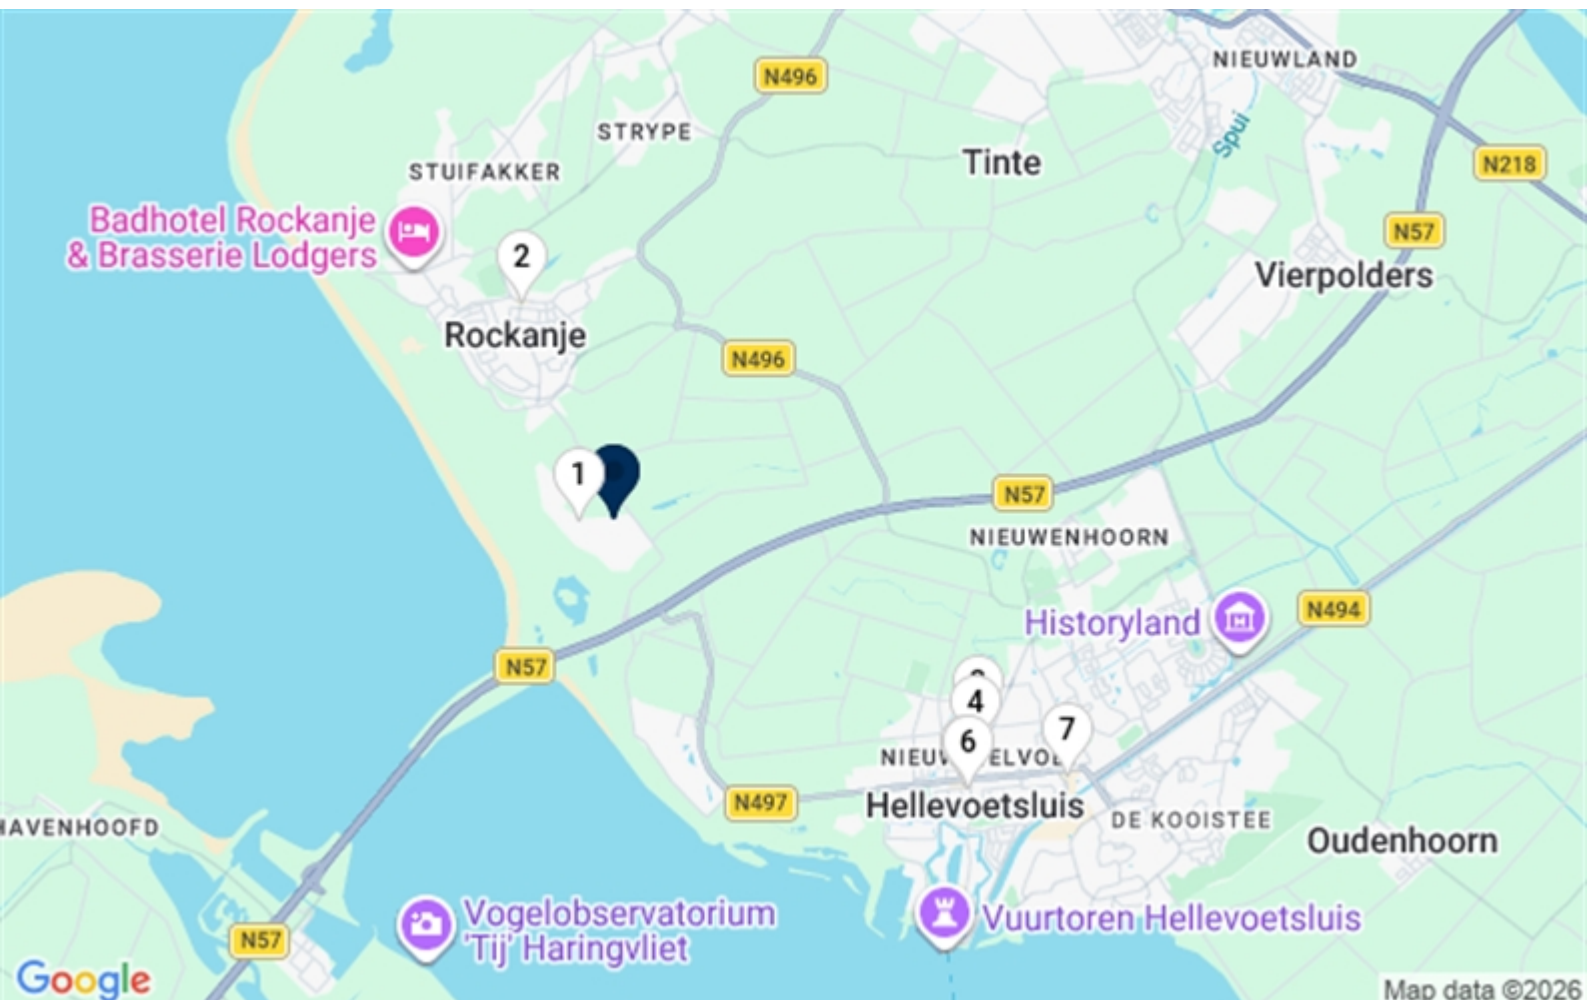 NIEUWLAND
N496
STRYPE
Spui
Tinte
STUIFAKKER
N218
Badhotel Rockanje
& Brasserie Lodgers
2
N57
Vierpolders
Rockanje
N496
1
N57
NIEUWENHOORN
Historyland
N494
N57
4
7
6
N497
Hellevoetsluis
HAVENHOOFD
DE KOOISTEE
Oudenhoorn
Vogelobservatorium
'Tij' Haringvliet
Vuurtoren Hellevoetsluis
N57
Google
Map data ©2026